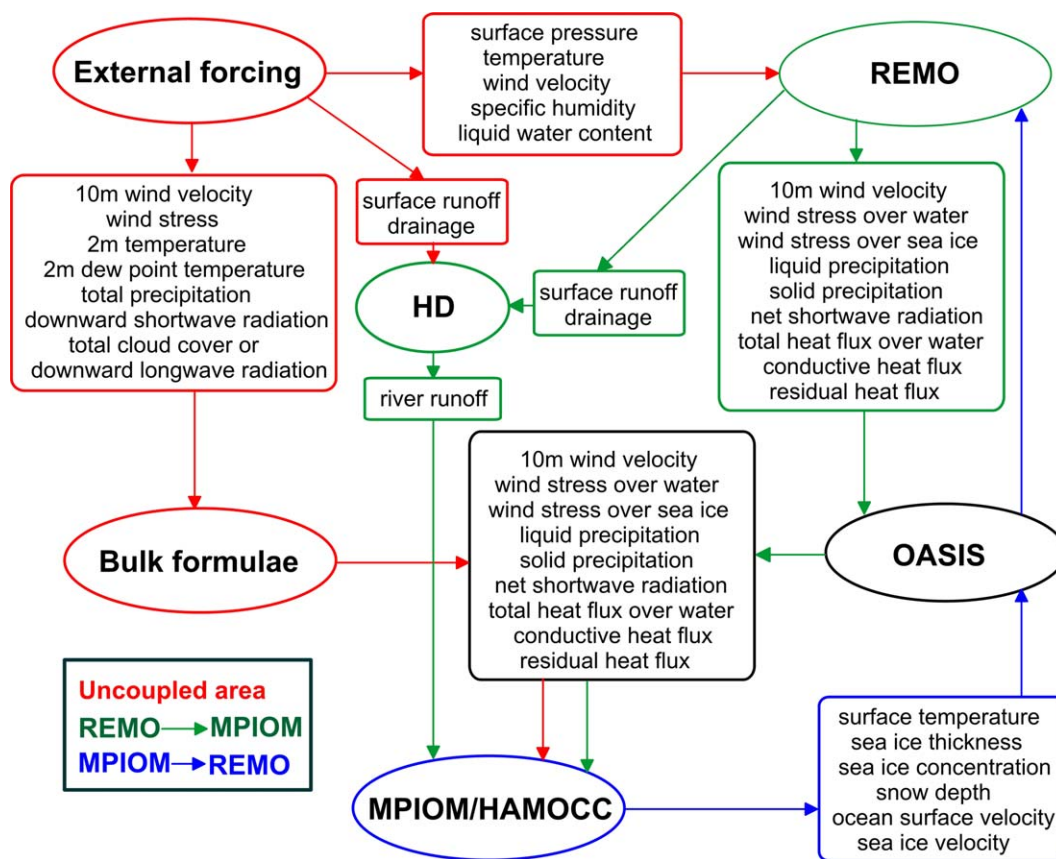 External forcing
surface pressure
temperature
wind velocity
specific humidity
liquid water content
REMO
10m wind velocity
wind stress
2m temperature
2m dew point temperature
total precipitation
downward shortwave radiation
total cloud cover or
downward longwave radiation
surface runoff
drainage
HD
surface runoff
drainage
river runoff
10m wind velocity
wind stress over water
wind stress over sea ice
liquid precipitation
solid precipitation
net shortwave radiation
total heat flux over water
conductive heat flux
residual heat flux
Bulk formulae
10m wind velocity
wind stress over water
wind stress over sea ice
liquid precipitation
solid precipitation
net shortwave radiation
total heat flux over water
conductive heat flux
residual heat flux
OASIS
Uncoupled area
REMO → MPIOM
MPIOM → REMO
MPIOM/HAMOCC
surface temperature
sea ice thickness
sea ice concentration
snow depth
ocean surface velocity
sea ice velocity